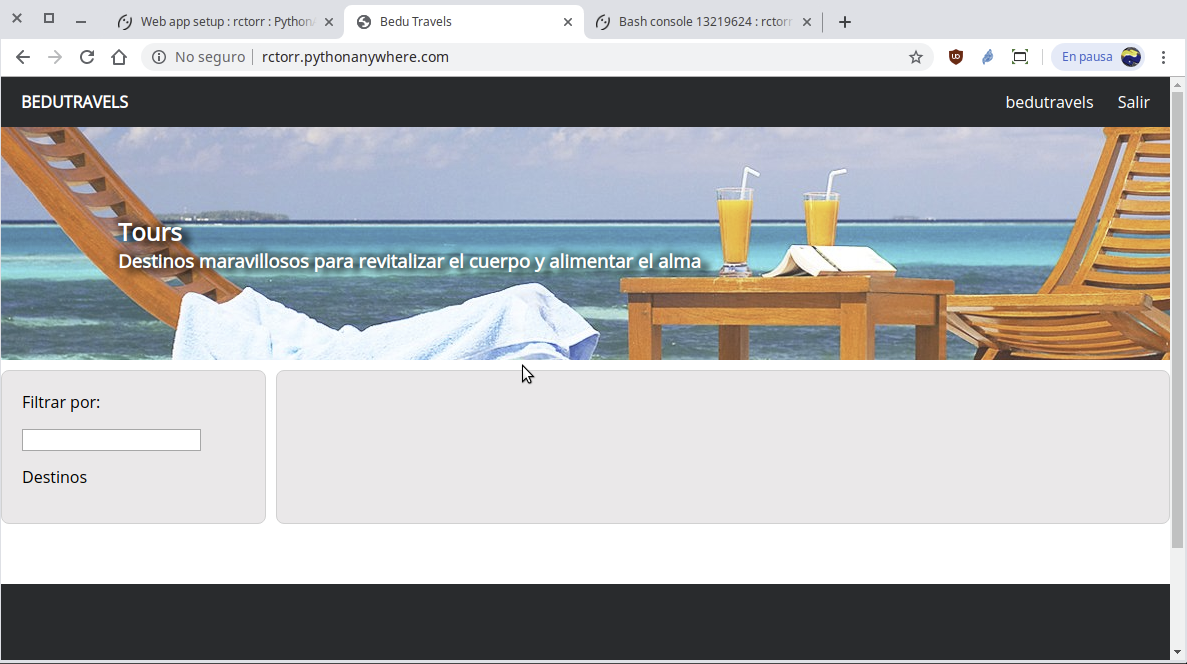 Web app setup : rctorr : PythonA
Bedu Travels
Bash console 13219624 : rctorr
No seguro
rctorr.pythonanywhere.com
En pausa
BEDUTRAVELS
bedutravels
Salir
Tours
Destinos maravillosos para revitalizar el cuerpo y alimentar el alma
Filtrar por:
Destinos